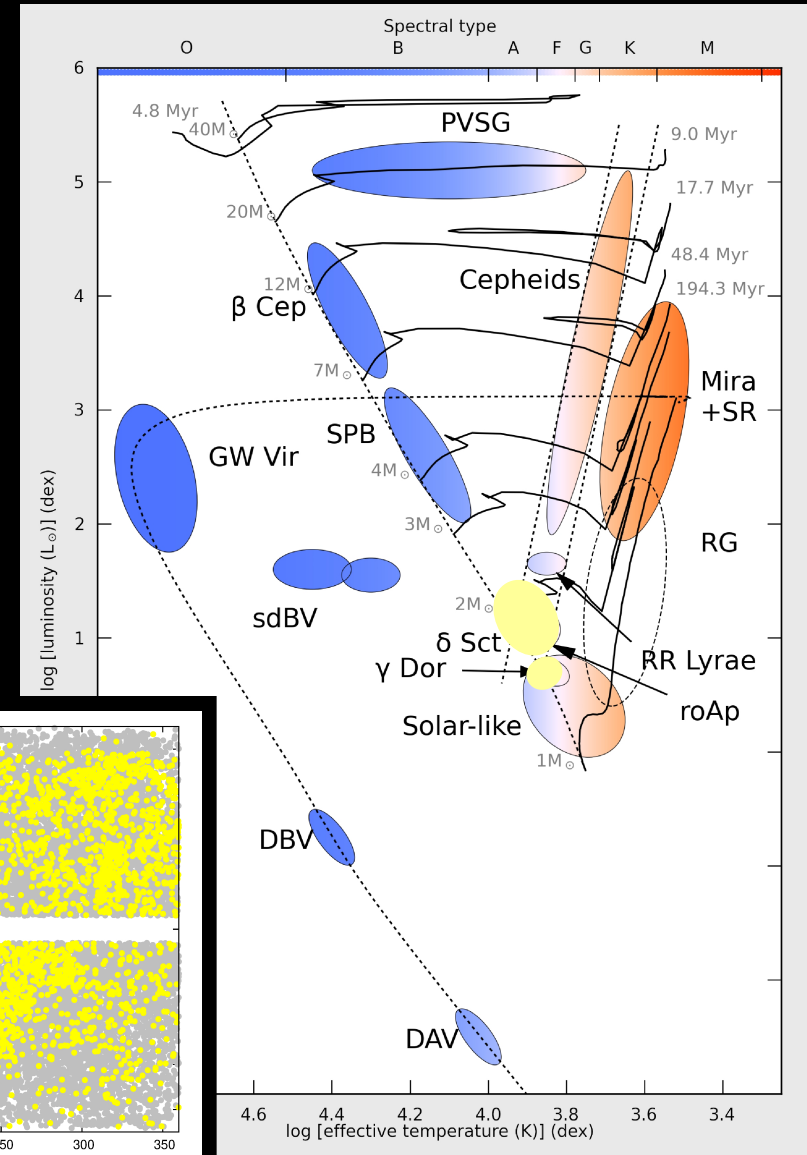 Spectral type
O B A F G K M
6
4.8 Myr
40M☉
PVSG
9.0 Myr
5
17.7 Myr
20M☉
48.4 Myr
Cepheids
12M☉
194.3 Myr
4
β Cep
7M☉
Mira
+SR
3
SPB
GW Vir
4M☉
3M☉
2
RG
sdBV
2M☉
1
δ Sct
RR Lyrae
γ Dor
roAp
Solar-like
1M☉
log [luminosity (L☉)] (dex)
DBV
DAV
4.6 4.4 4.2 4.0 3.8 3.6 3.4
log [effective temperature (K)] (dex)
50 300 350